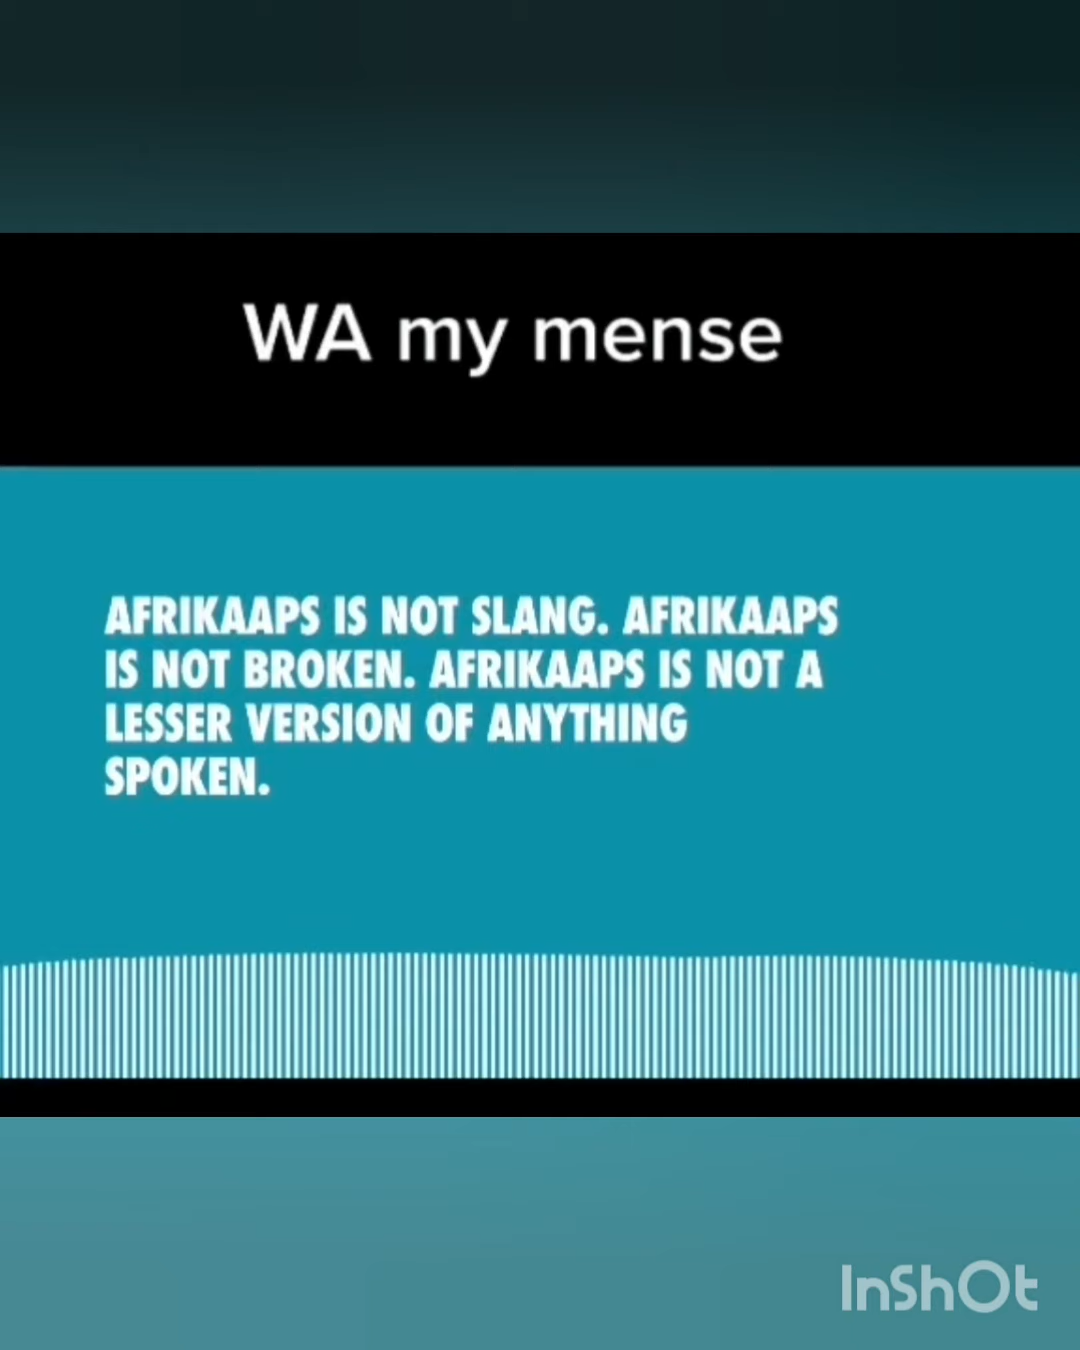 WA my mense
AFRIKAAPS IS NOT SLANG. AFRIKAAPS
IS NOT BROKEN. AFRIKAAPS IS NOT A
LESSER VERSION OF ANYTHING
SPOKEN.
InShOt